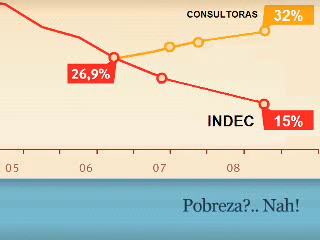 CONSULTORAS 32%
26,9%
INDEC 15%
05 06 07 08
Pobreza?.. Nah!